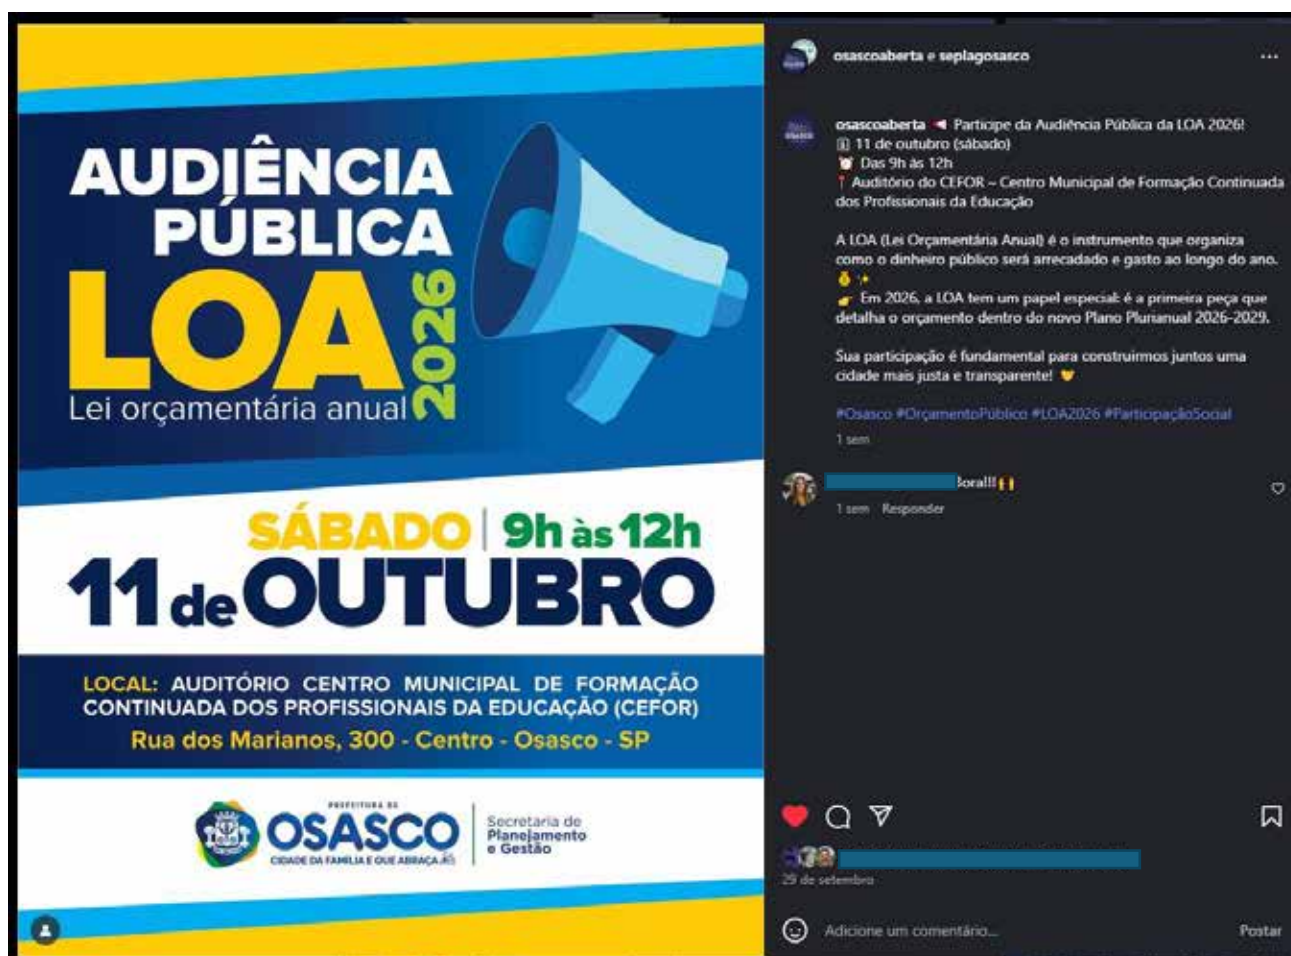 AUDIÊNCIA
PÚBLICA
LOA
2026
Lei orçamentária anual
SÁBADO | 9h às 12h
11 de OUTUBRO
LOCAL: AUDITÓRIO CENTRO MUNICIPAL DE FORMAÇÃO
CONTINUADA DOS PROFISSIONAIS DA EDUCAÇÃO (CEFOR)
Rua dos Marianos, 300 - Centro - Osasco - SP
PREFEITURA DE
OSASCO
CIDADE DA FAMÍLIA E QUE ABRAÇA
Secretaria de
Planejamento
e Gestão
osascoaberta e seplagosasco
osascoaberta Participe da Audiência Pública da LOA 2026!
11 de outubro (sábado)
Das 9h às 12h
Auditório do CEFOR – Centro Municipal de Formação Continuada
dos Profissionais da Educação
A LOA (Lei Orçamentária Anual) é o instrumento que organiza
como o dinheiro público será arrecadado e gasto ao longo do ano.
Em 2026, a LOA tem um papel especial: é a primeira peça que
detalha o orçamento dentro do novo Plano Plurianual 2026-2029.
Sua participação é fundamental para construirmos juntos uma
cidade mais justa e transparente!
#Osasco #OrçamentoPúblico #LOA2026 #ParticipaçãoSocial
1 sem
Bora!!!
1 sem Responder
29 de setembro
Adicione um comentário...
Postar